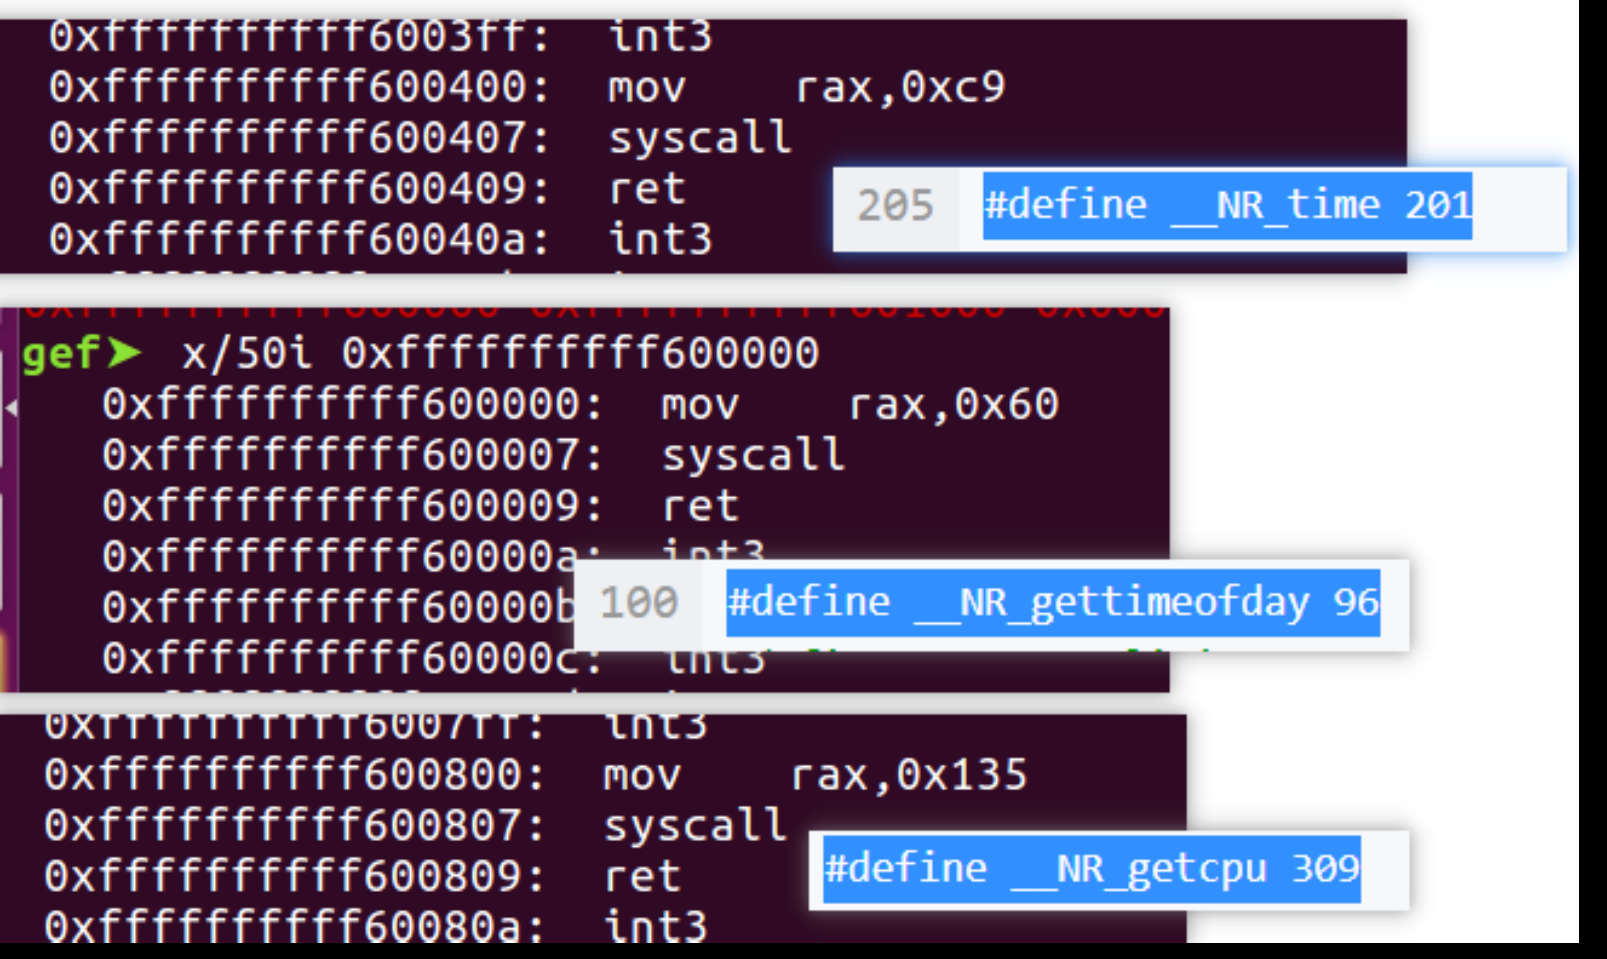 0xffffffffff6003ff: int3
0xffffffffff600400: mov rax,0xc9
0xffffffffff600407: syscall
0xffffffffff600409: ret
0xffffffffff60040a: int3
205 #define __NR_time 201
gef➤ x/50i 0xffffffffff600000
0xffffffffff600000: mov rax,0x60
0xffffffffff600007: syscall
0xffffffffff600009: ret
0xffffffffff60000a: int3
0xffffffffff60000b
100 #define __NR_gettimeofday 96
0xffffffffff60000c: int3
0xffffffffff6007ff: int3
0xffffffffff600800: mov rax,0x135
0xffffffffff600807: syscall
0xffffffffff600809: ret
#define __NR_getcpu 309
0xffffffffff60080a: int3